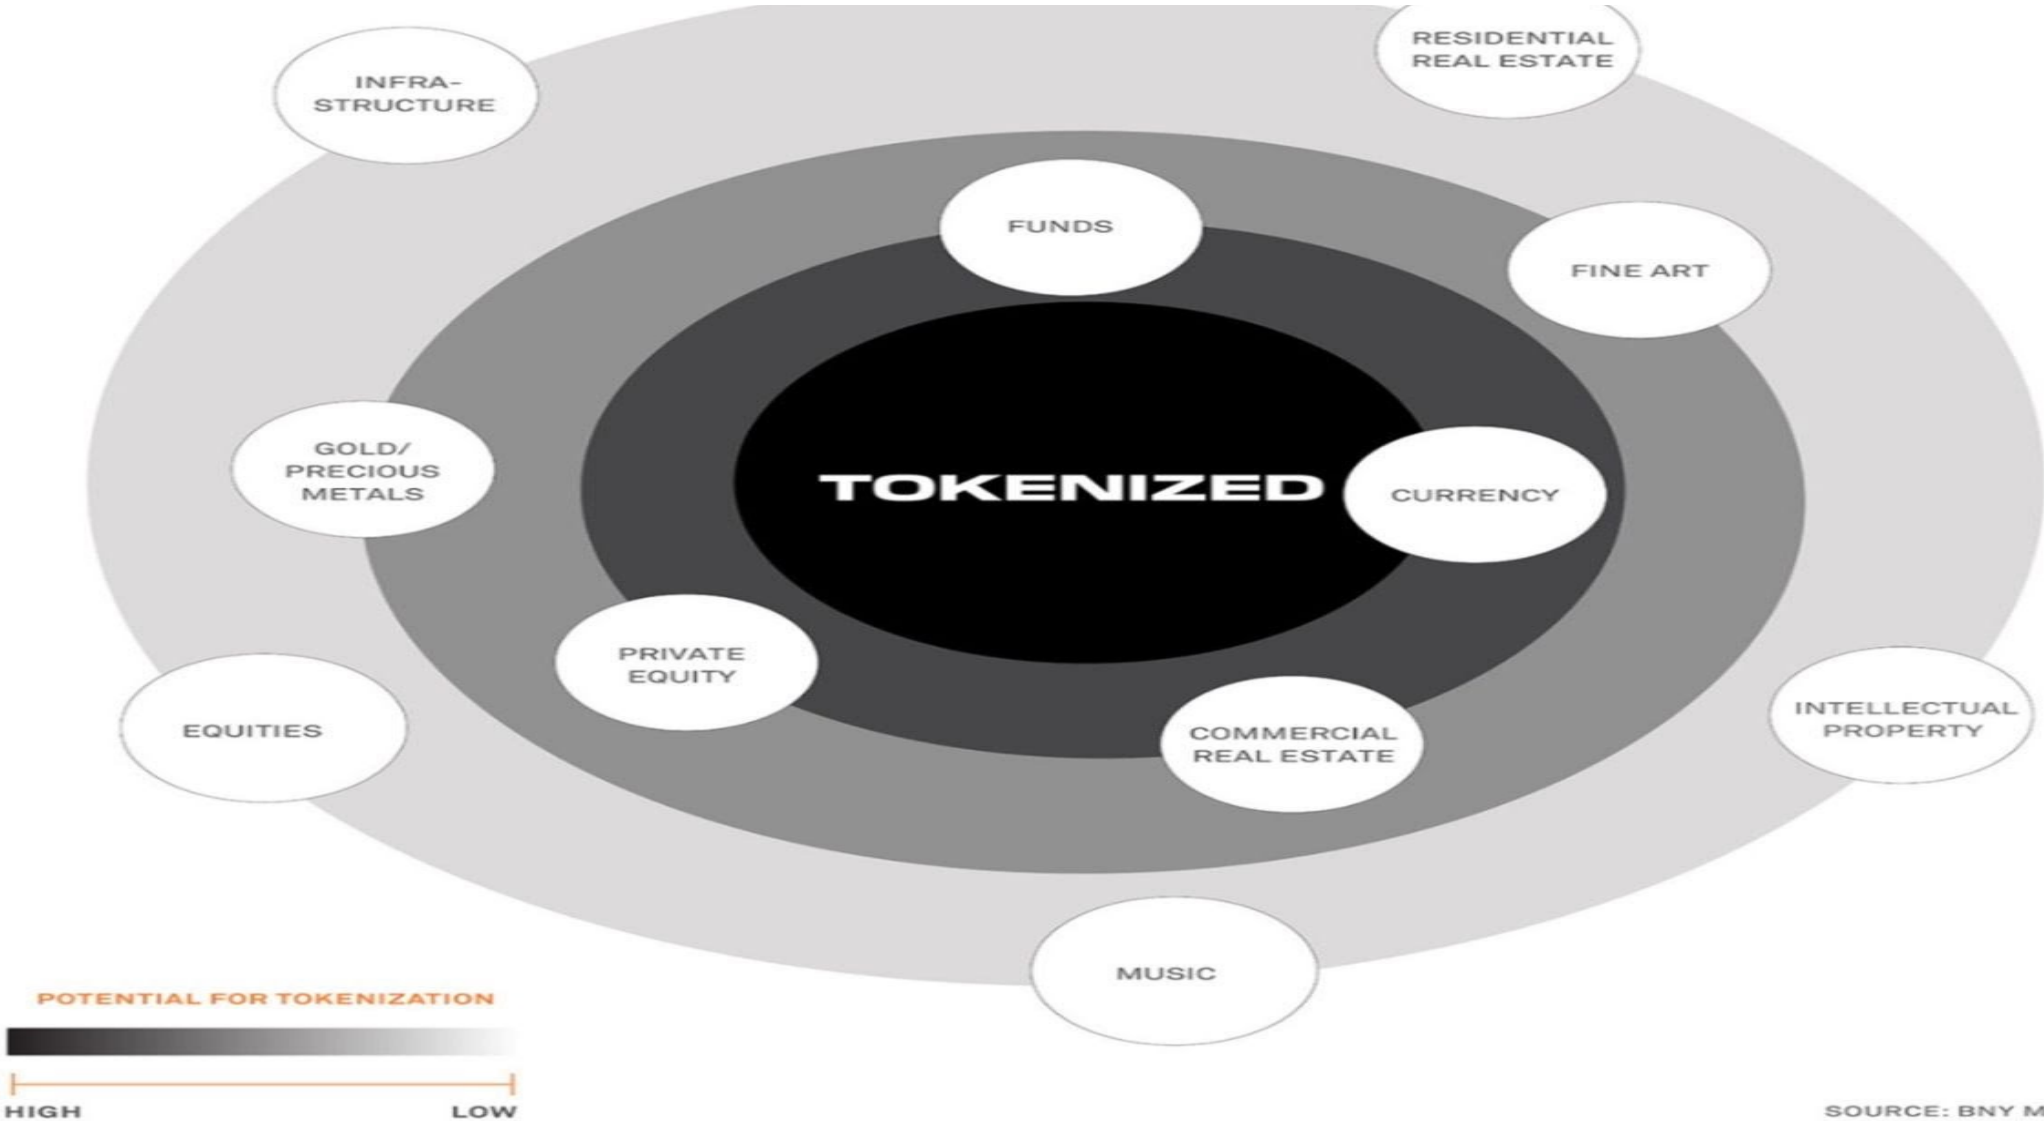 INFRA-
STRUCTURE
RESIDENTIAL
REAL ESTATE
FUNDS
FINE ART
GOLD/
PRECIOUS
METALS
TOKENIZED
CURRENCY
PRIVATE
EQUITY
EQUITIES
COMMERCIAL
REAL ESTATE
INTELLECTUAL
PROPERTY
MUSIC
POTENTIAL FOR TOKENIZATION
HIGH
LOW
SOURCE: BNY M